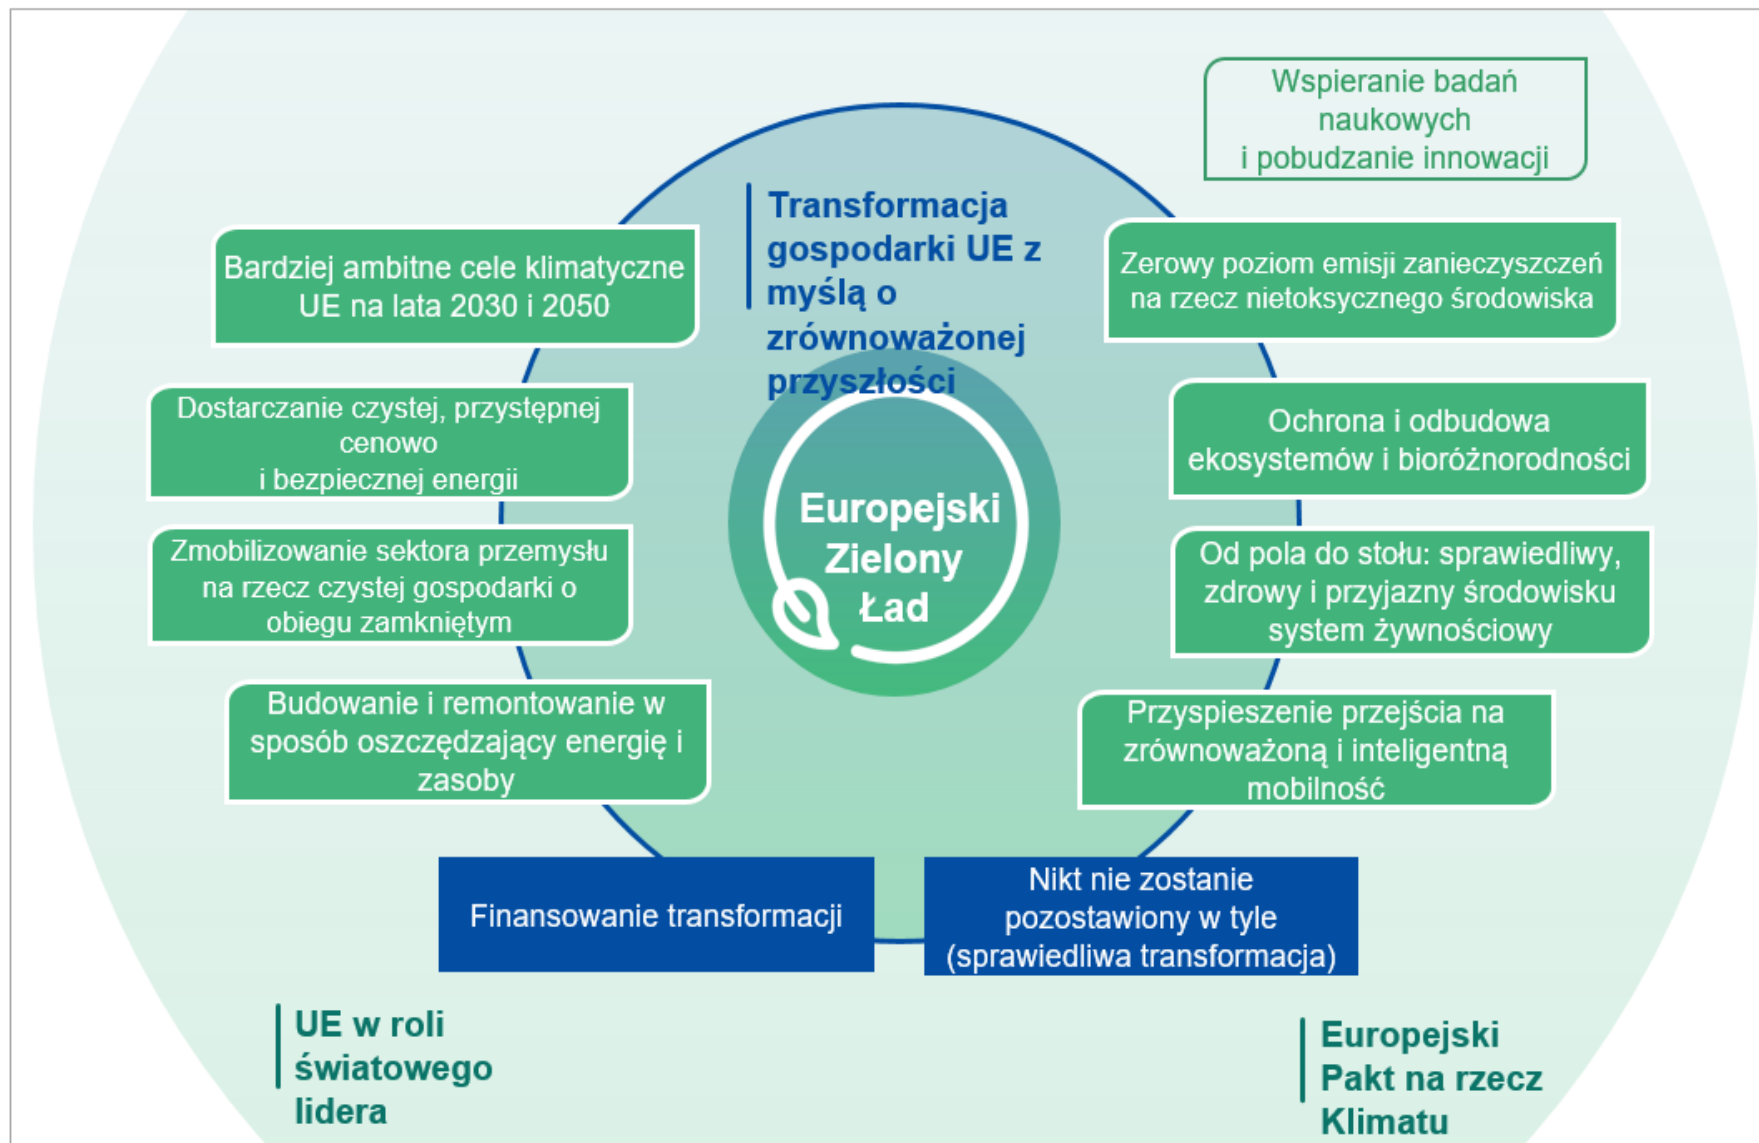 Wspieranie badań
naukowych
i pobudzanie innowacji
Transformacja
gospodarki UE z
myślą o
zrównoważonej
przyszłości
Bardziej ambitne cele klimatyczne
UE na lata 2030 i 2050
Zerowy poziom emisji zanieczyszczeń
na rzecz nietoksycznego środowiska
Dostarczanie czystej, przystępnej
cenowo
i bezpiecznej energii
Ochrona i odbudowa
ekosystemów i bioróżnorodności
Europejski
Zielony
Ład
Zmobilizowanie sektora przemysłu
na rzecz czystej gospodarki o
obiegu zamkniętym
Od pola do stołu: sprawiedliwy,
zdrowy i przyjazny środowisku
system żywnościowy
Budowanie i remontowanie w
sposób oszczędzający energię i
zasoby
Przyspieszenie przejścia na
zrównoważoną i inteligentną
mobilność
Finansowanie transformacji
Nikt nie zostanie
pozostawiony w tyle
(sprawiedliwa transformacja)
UE w roli
światowego
lidera
Europejski
Pakt na rzecz
Klimatu